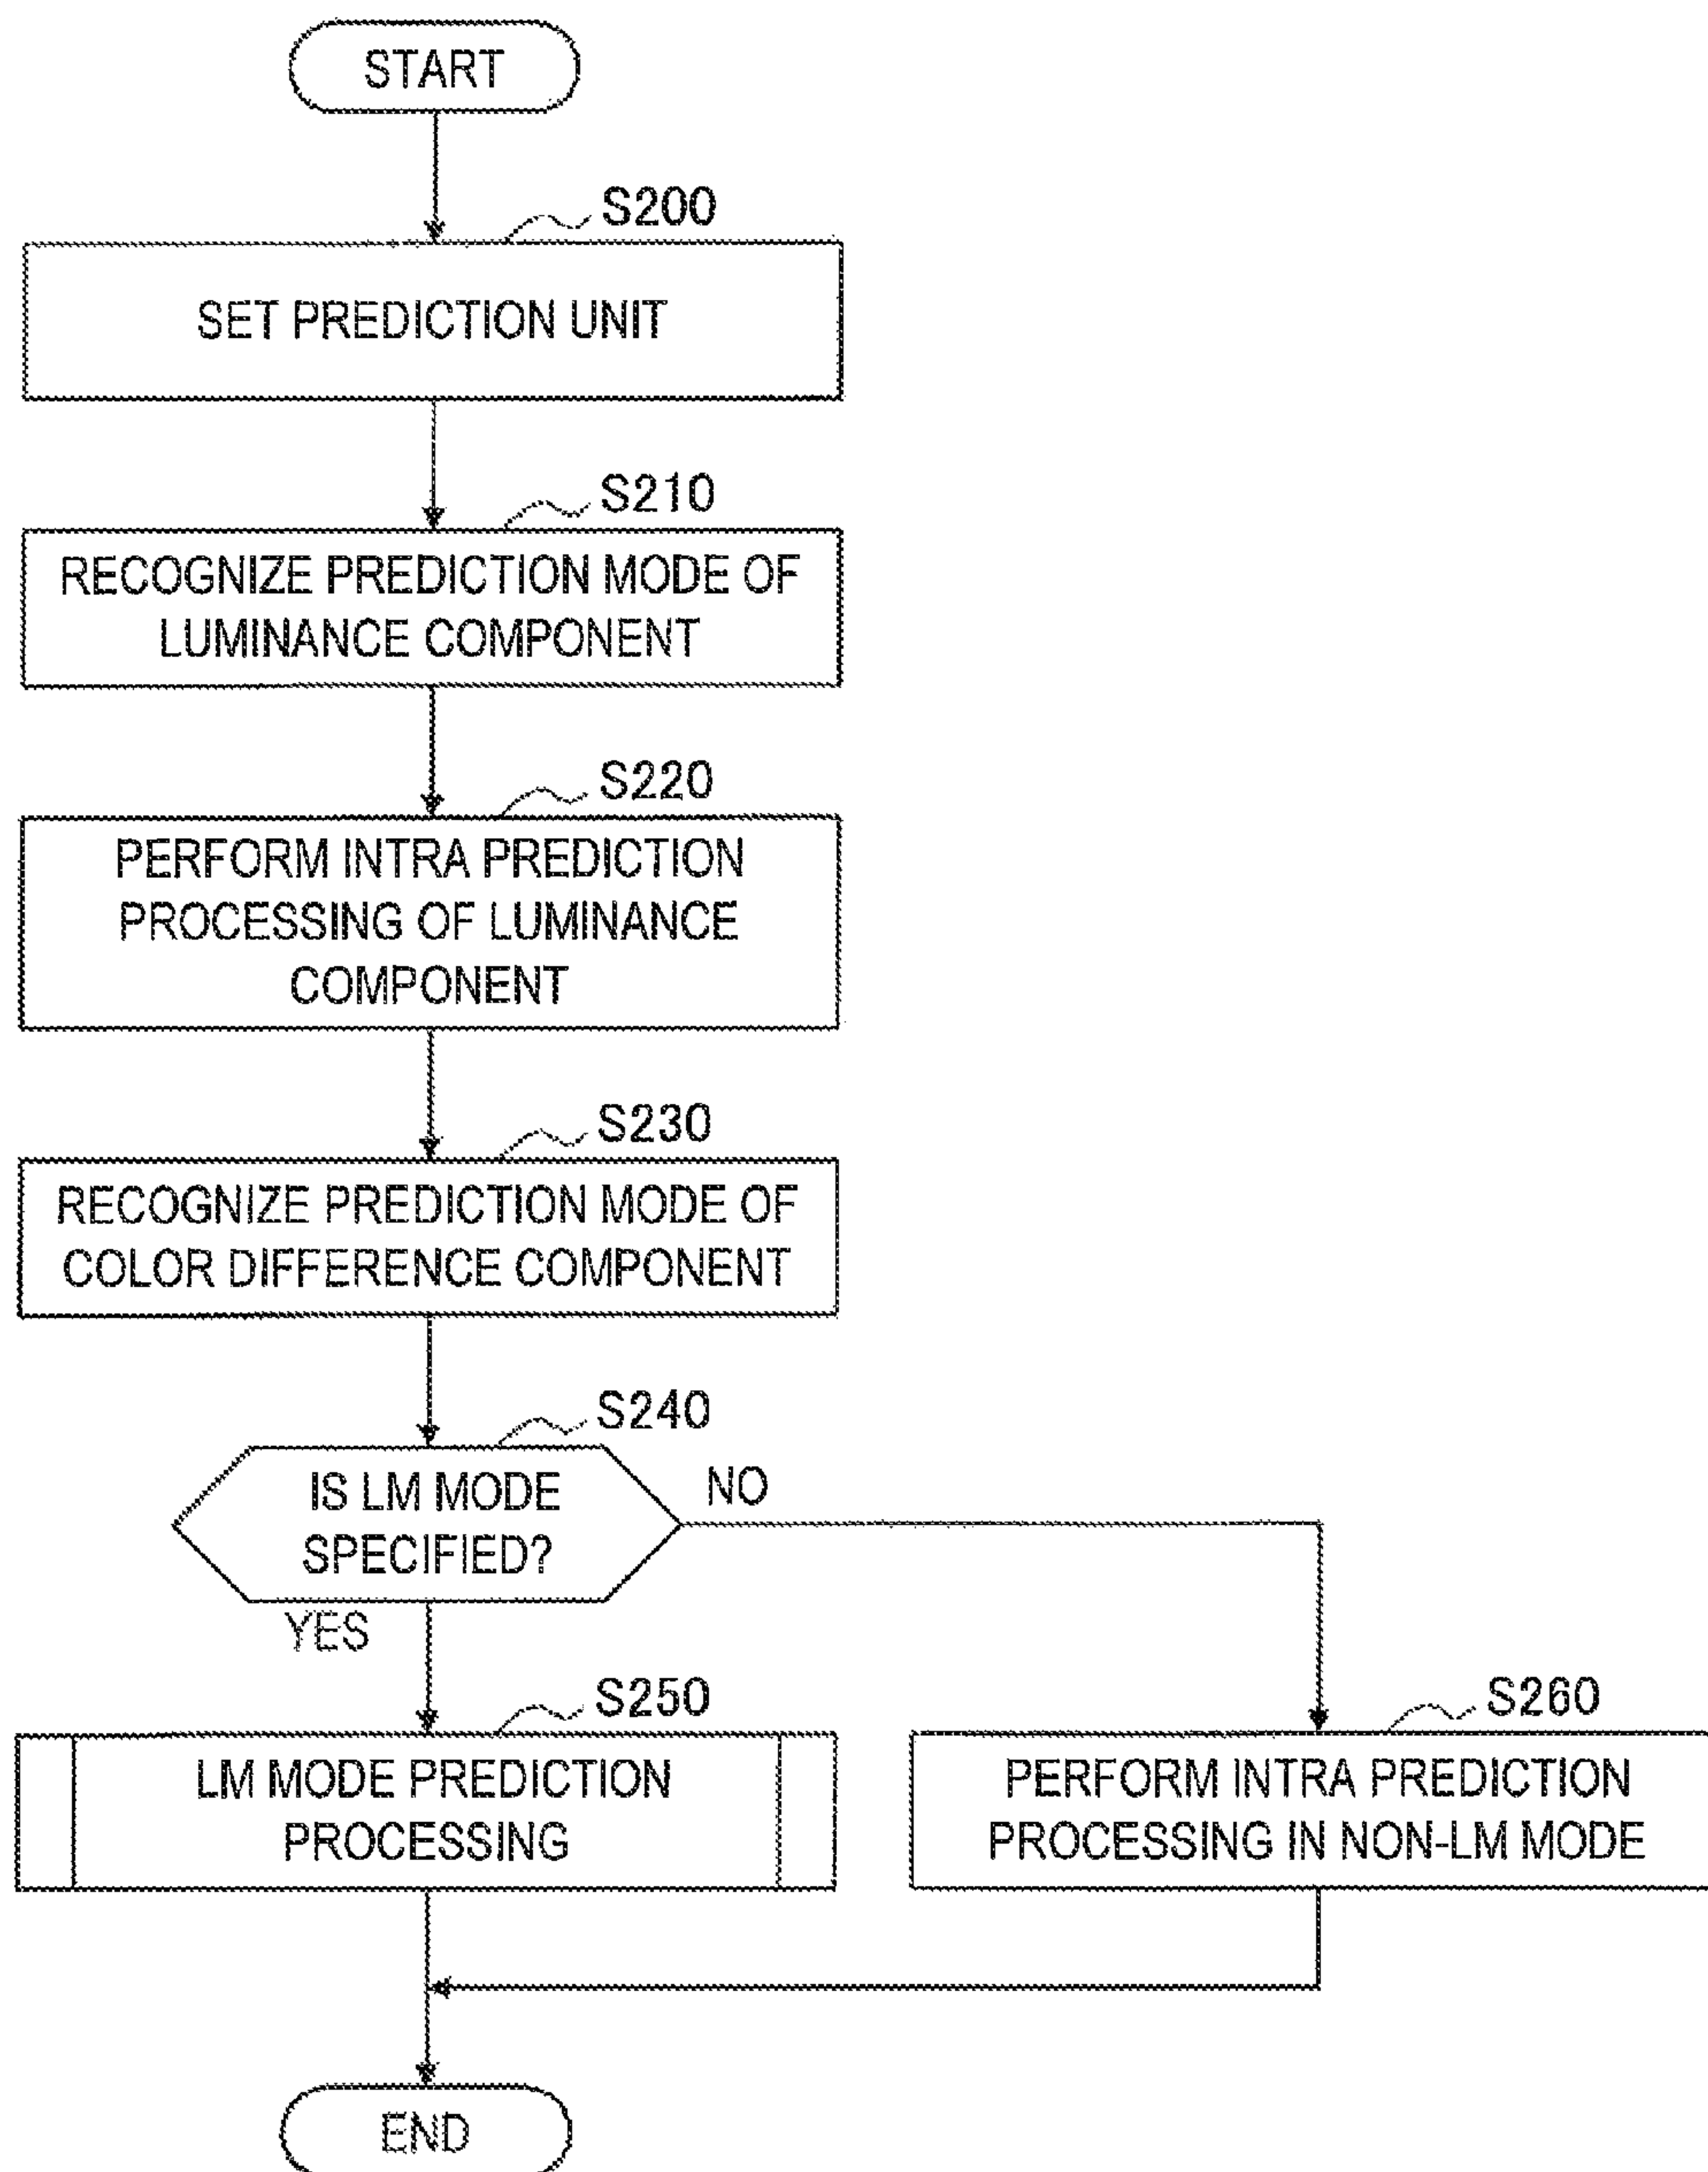 START
S200
SET PREDICTION UNIT
S210
RECOGNIZE PREDICTION MODE OF
LUMINANCE COMPONENT
S220
PERFORM INTRA PREDICTION
PROCESSING OF LUMINANCE
COMPONENT
S230
RECOGNIZE PREDICTION MODE OF
COLOR DIFFERENCE COMPONENT
S240
IS LM MODE
SPECIFIED?
NO
YES
S250
LM MODE PREDICTION
PROCESSING
S260
PERFORM INTRA PREDICTION
PROCESSING IN NON-LM MODE
END